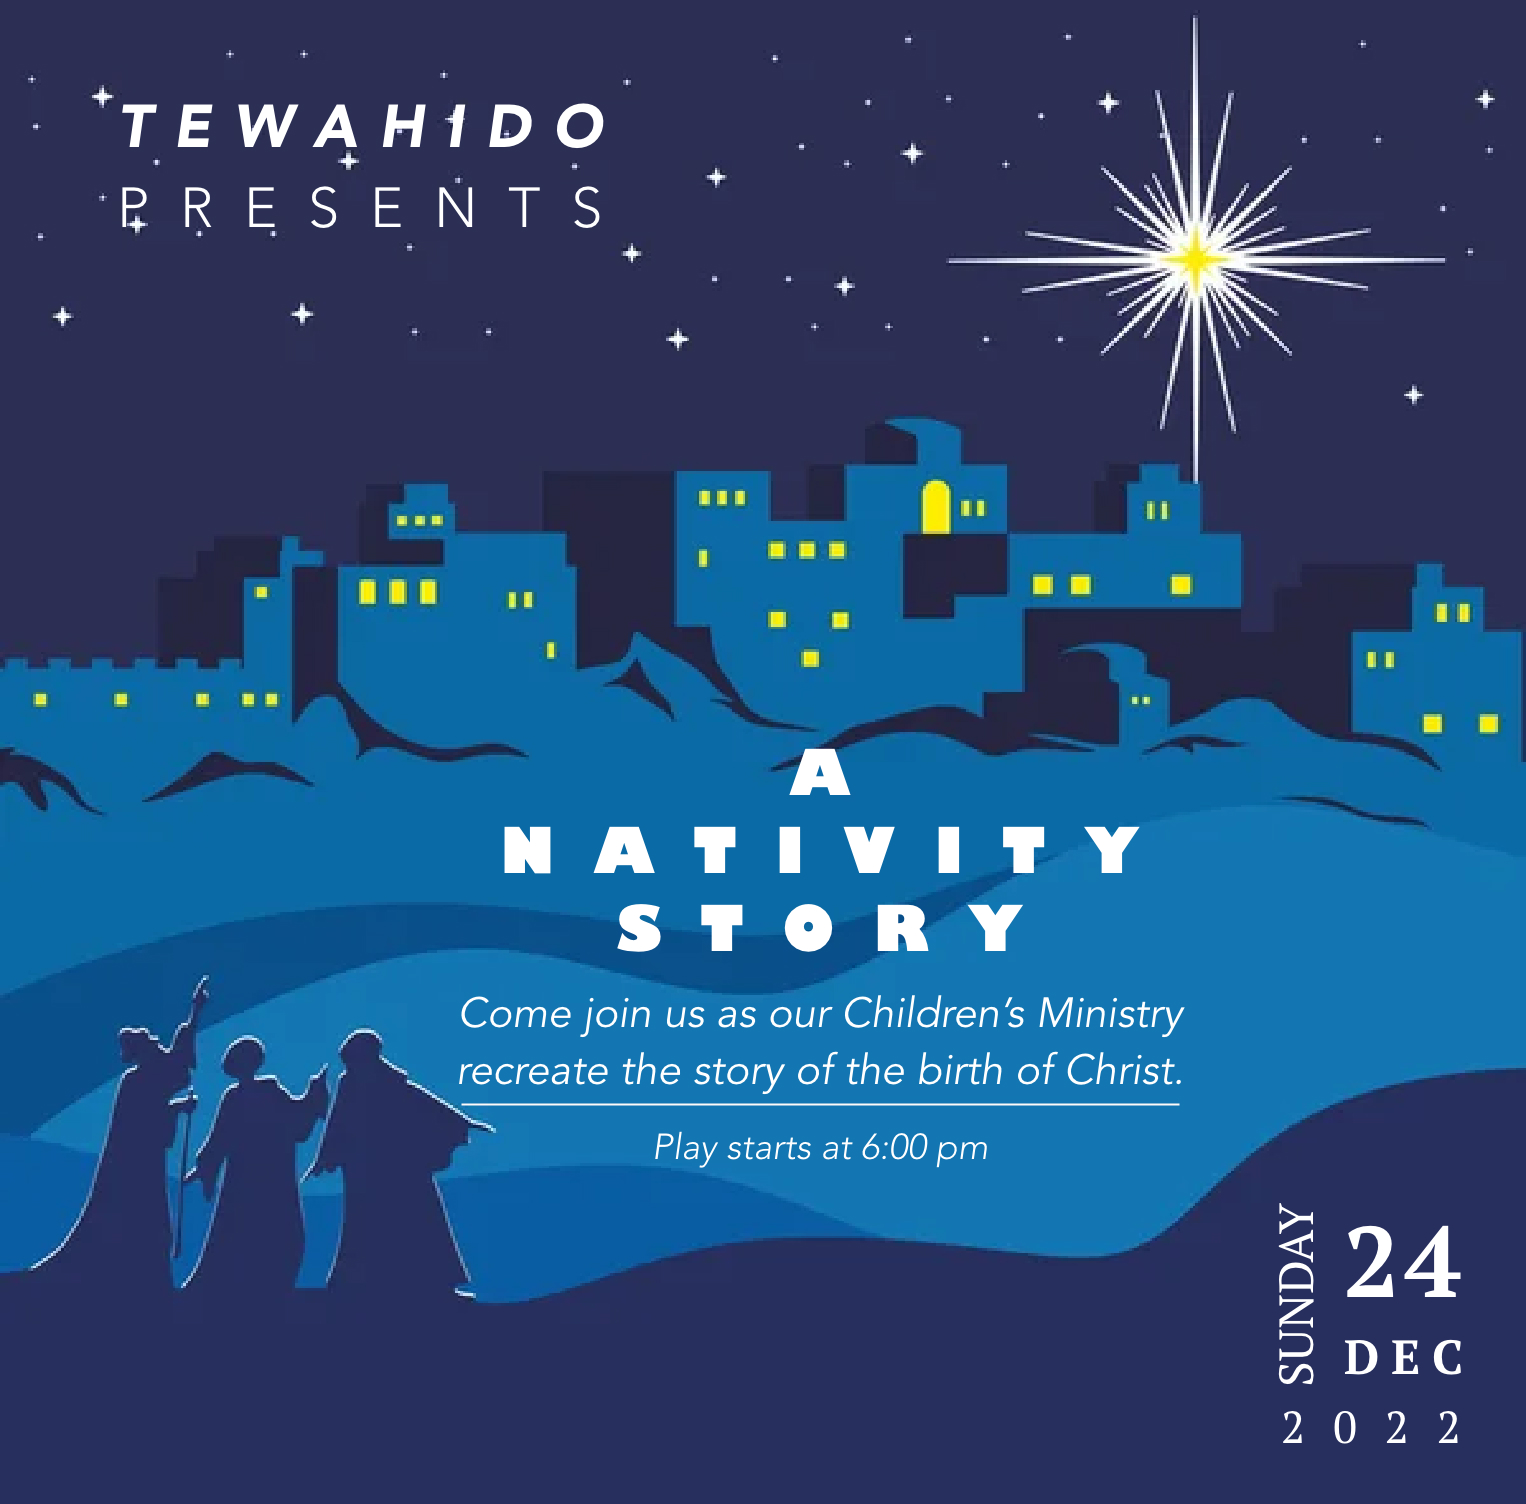 TEWAHIDO
PRESENTS
A
NATIVITY
STORY
Come join us as our Children’s Ministry
recreate the story of the birth of Christ.
Play starts at 6:00 pm
SUNDAY
24
DEC
2022